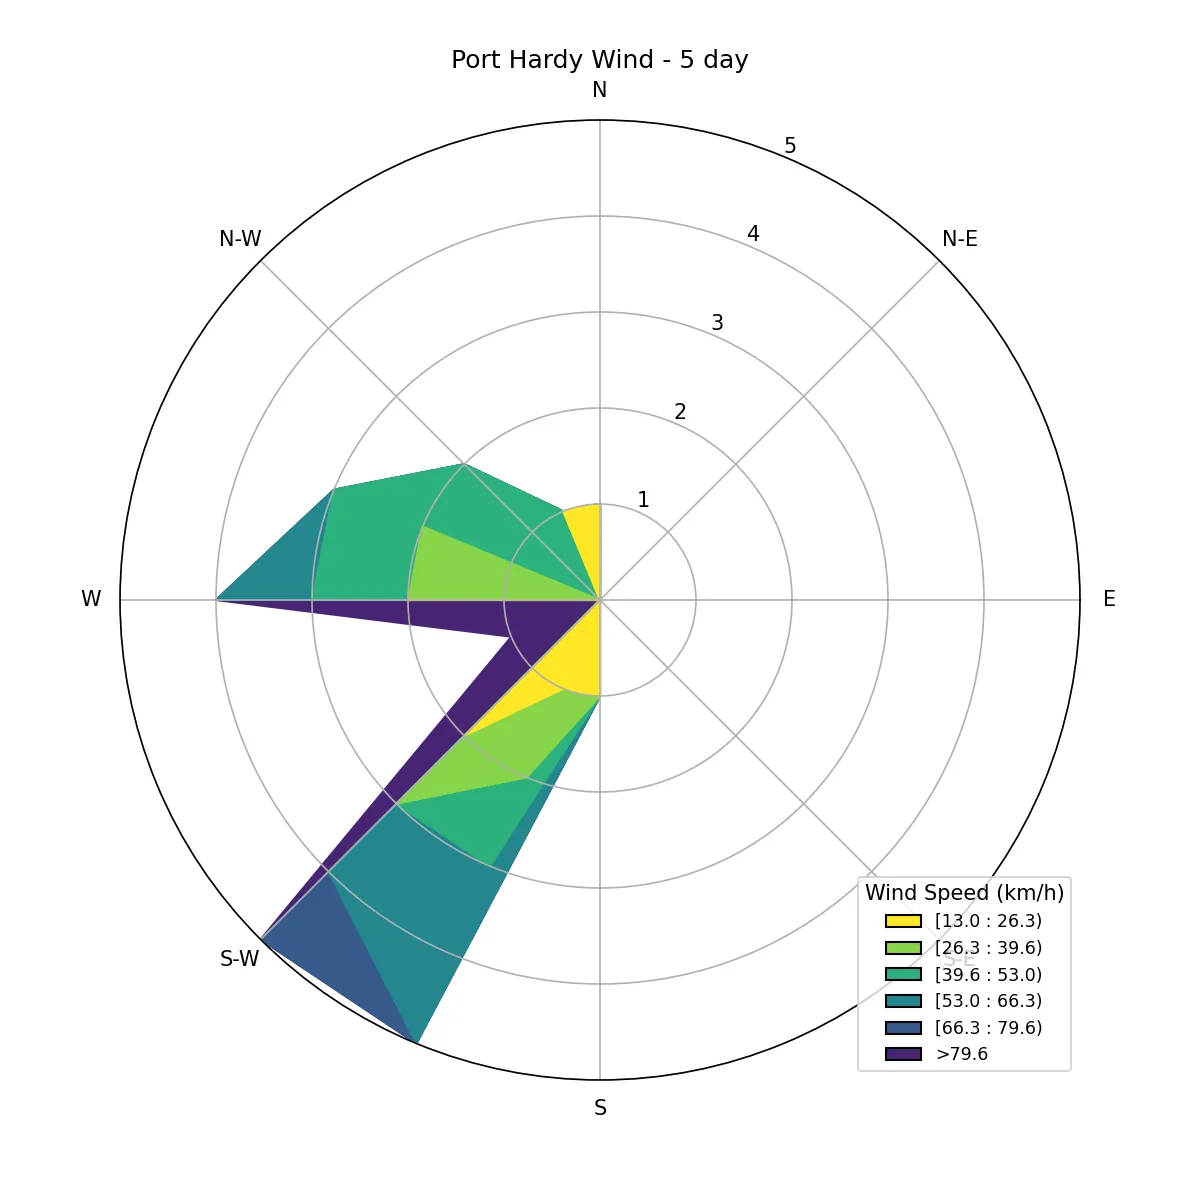 Port Hardy Wind - 5 day
N
5
N-W
4
N-E
3
2
1
W
E
S-W
S-E
S
Wind Speed (km/h)
[13.0 : 26.3)
[26.3 : 39.6)
[39.6 : 53.0)
[53.0 : 66.3)
[66.3 : 79.6)
>79.6